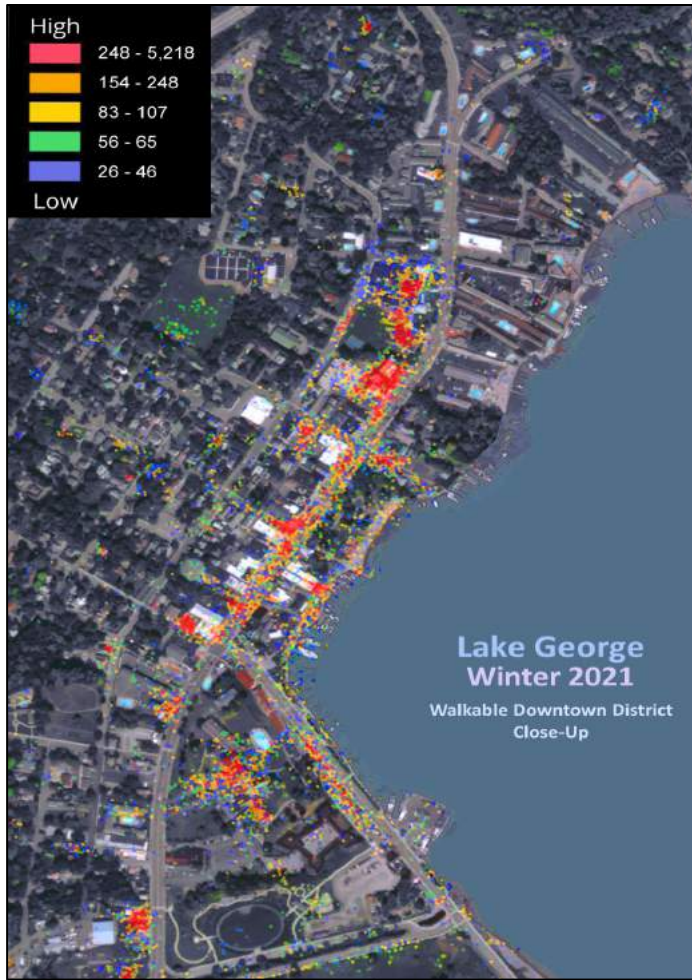 High
248 - 5,218
154 - 248
83 - 107
56 - 65
26 - 46
Low
Lake George
Winter 2021
Walkable Downtown District
Close-Up